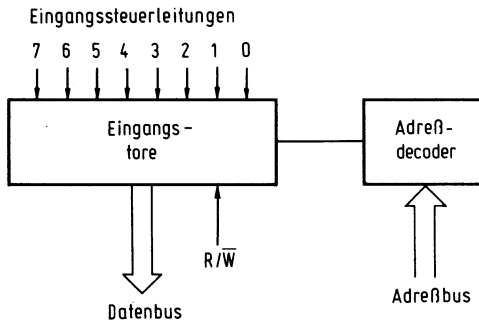 Eingangssteuerleitungen
7 6 5 4 3 2 1 0
Eingangs-
tore
Adreß-
decoder
R/W̅
Datenbus
Adreßbus